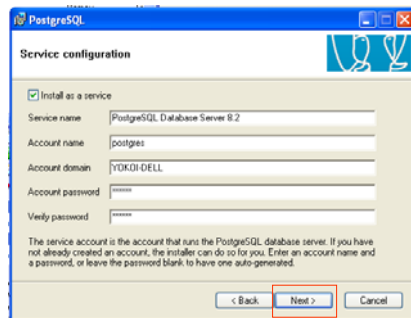 PostgreSQL
Service configuration
Install as a service
Service name PostgreSQL Database Server 8.2
Account name postgres
Account domain YOKOI-DELL
Account password ******
Verify password ******
The service account is the account that runs the PostgreSQL database server. If you have
not already created an account, the installer can do so for you. Enter an account name and
a password, or leave the password blank to have one auto-generated.
< Back Next > Cancel